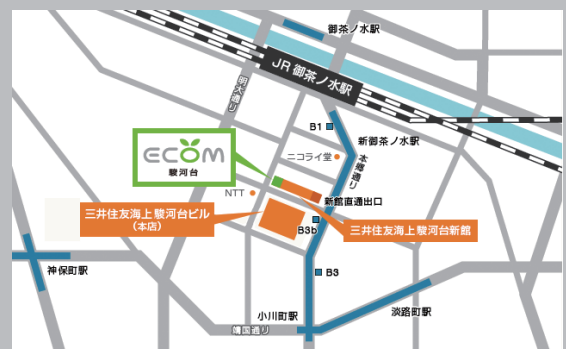 御茶ノ水駅
JR 御茶ノ水駅
明大通り
B1
新御茶ノ水駅
ecom
駿河台
ニコライ堂
本郷通り
NTT
新館直通出口
三井住友海上 駿河台ビル
(本店)
B3b
三井住友海上 駿河台新館
神保町駅
B3
小川町駅
淡路町駅
靖国通り